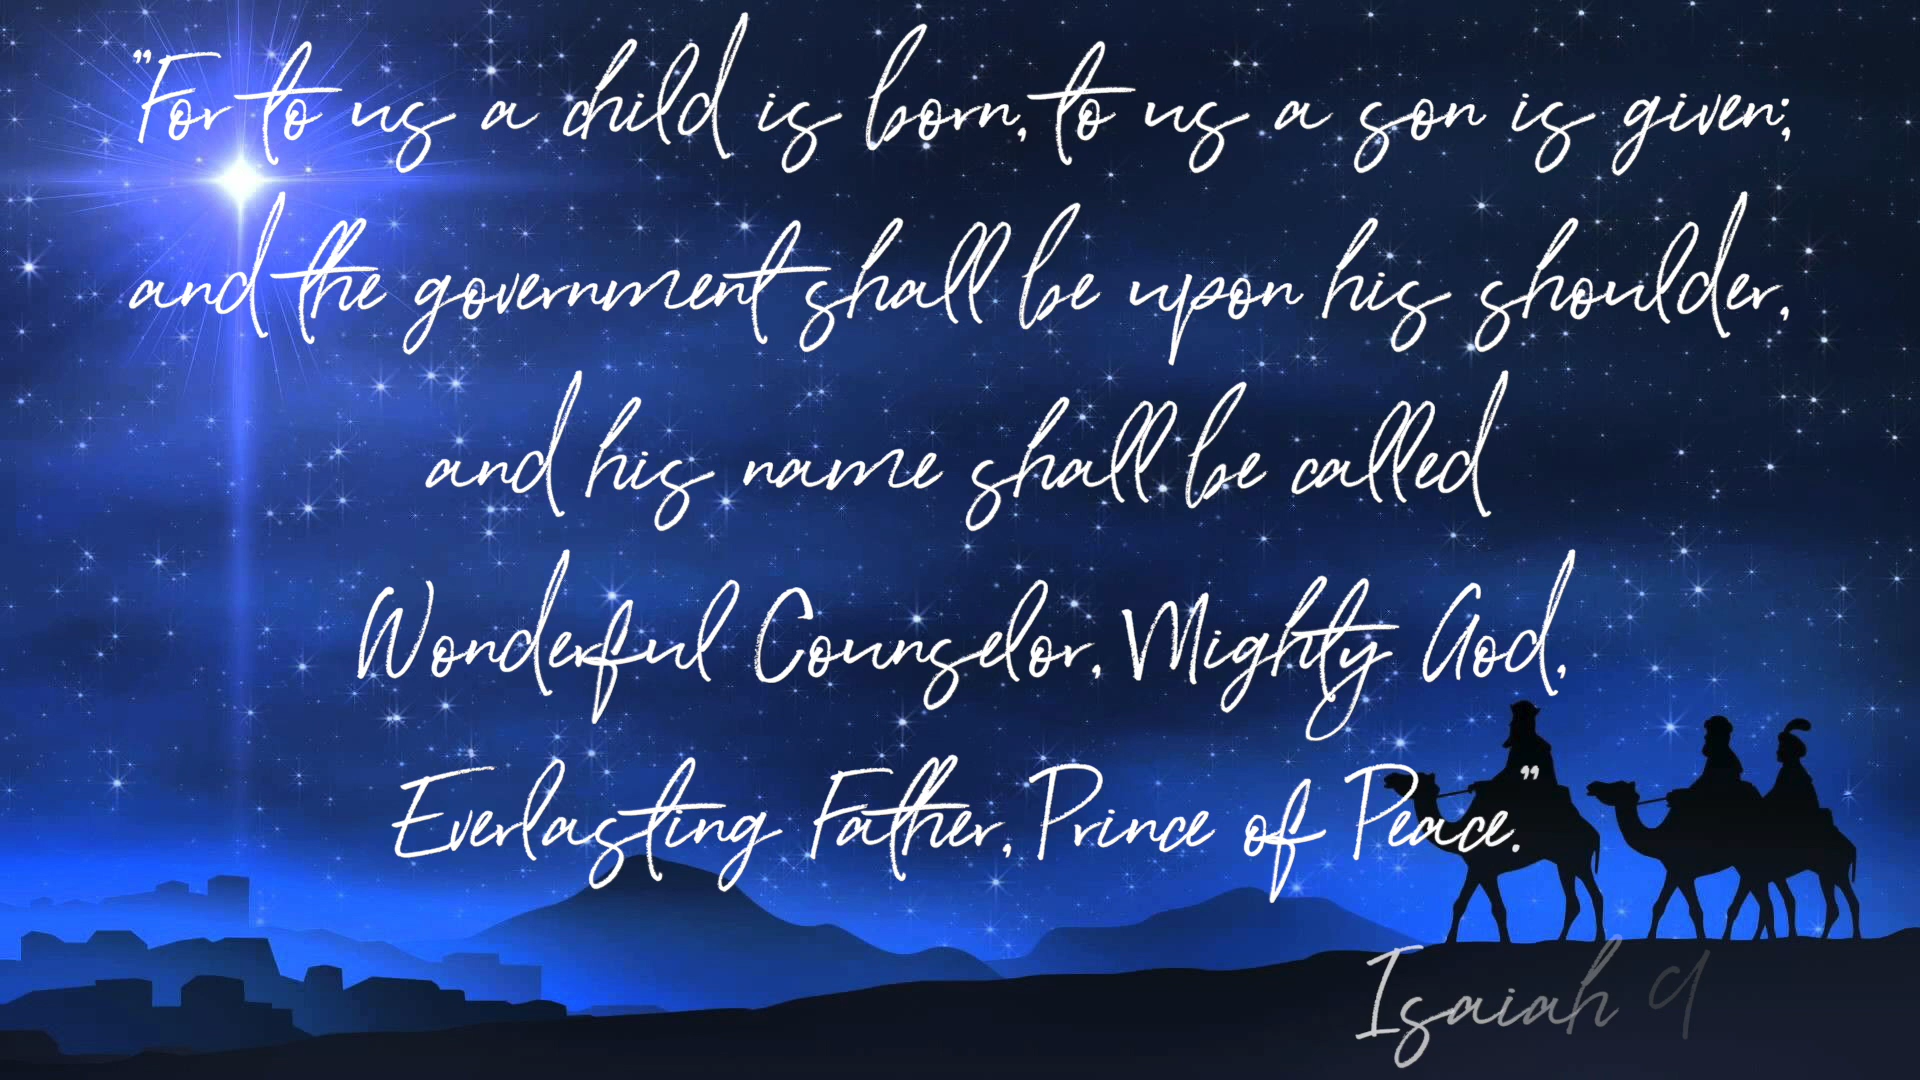 "For to us a child is born, to us a son is given;
and the government shall be upon his shoulder,
and his name shall be called
Wonderful Counselor, Mighty God,
Everlasting Father, Prince of Peace."
Isaiah 9